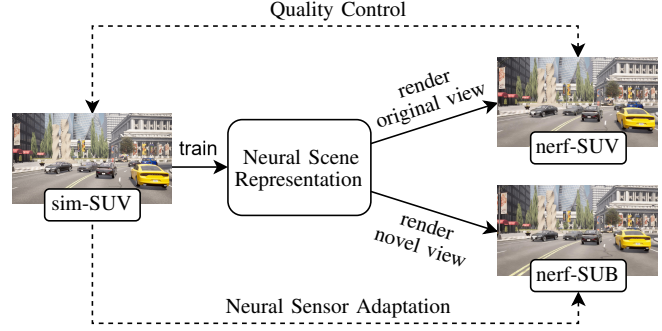 Quality Control
render
original view
nerf-SUV
train
Neural Scene
Representation
sim-SUV
render
novel view
nerf-SUB
Neural Sensor Adaptation